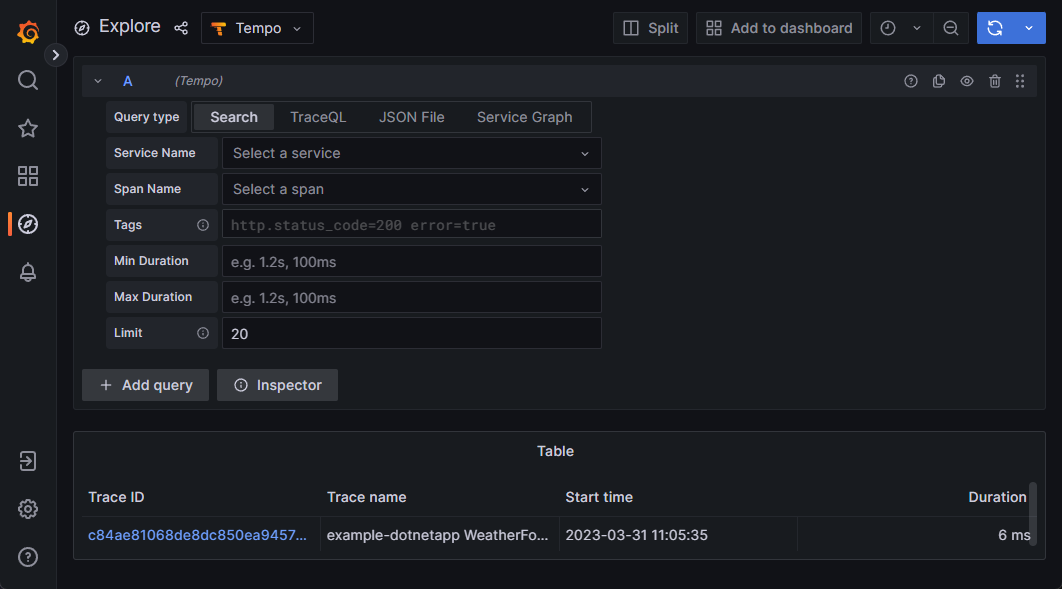 Explore Tempo Split Add to dashboard
A (Tempo)
Query type Search TraceQL JSON File Service Graph
Service Name Select a service
Span Name Select a span
Tags http.status_code=200 error=true
Min Duration e.g. 1.2s, 100ms
Max Duration e.g. 1.2s, 100ms
Limit 20
+ Add query Inspector
Table
Trace ID Trace name Start time Duration
c84ae81068de8dc850ea9457... example-dotnetapp WeatherFo... 2023-03-31 11:05:35 6 ms